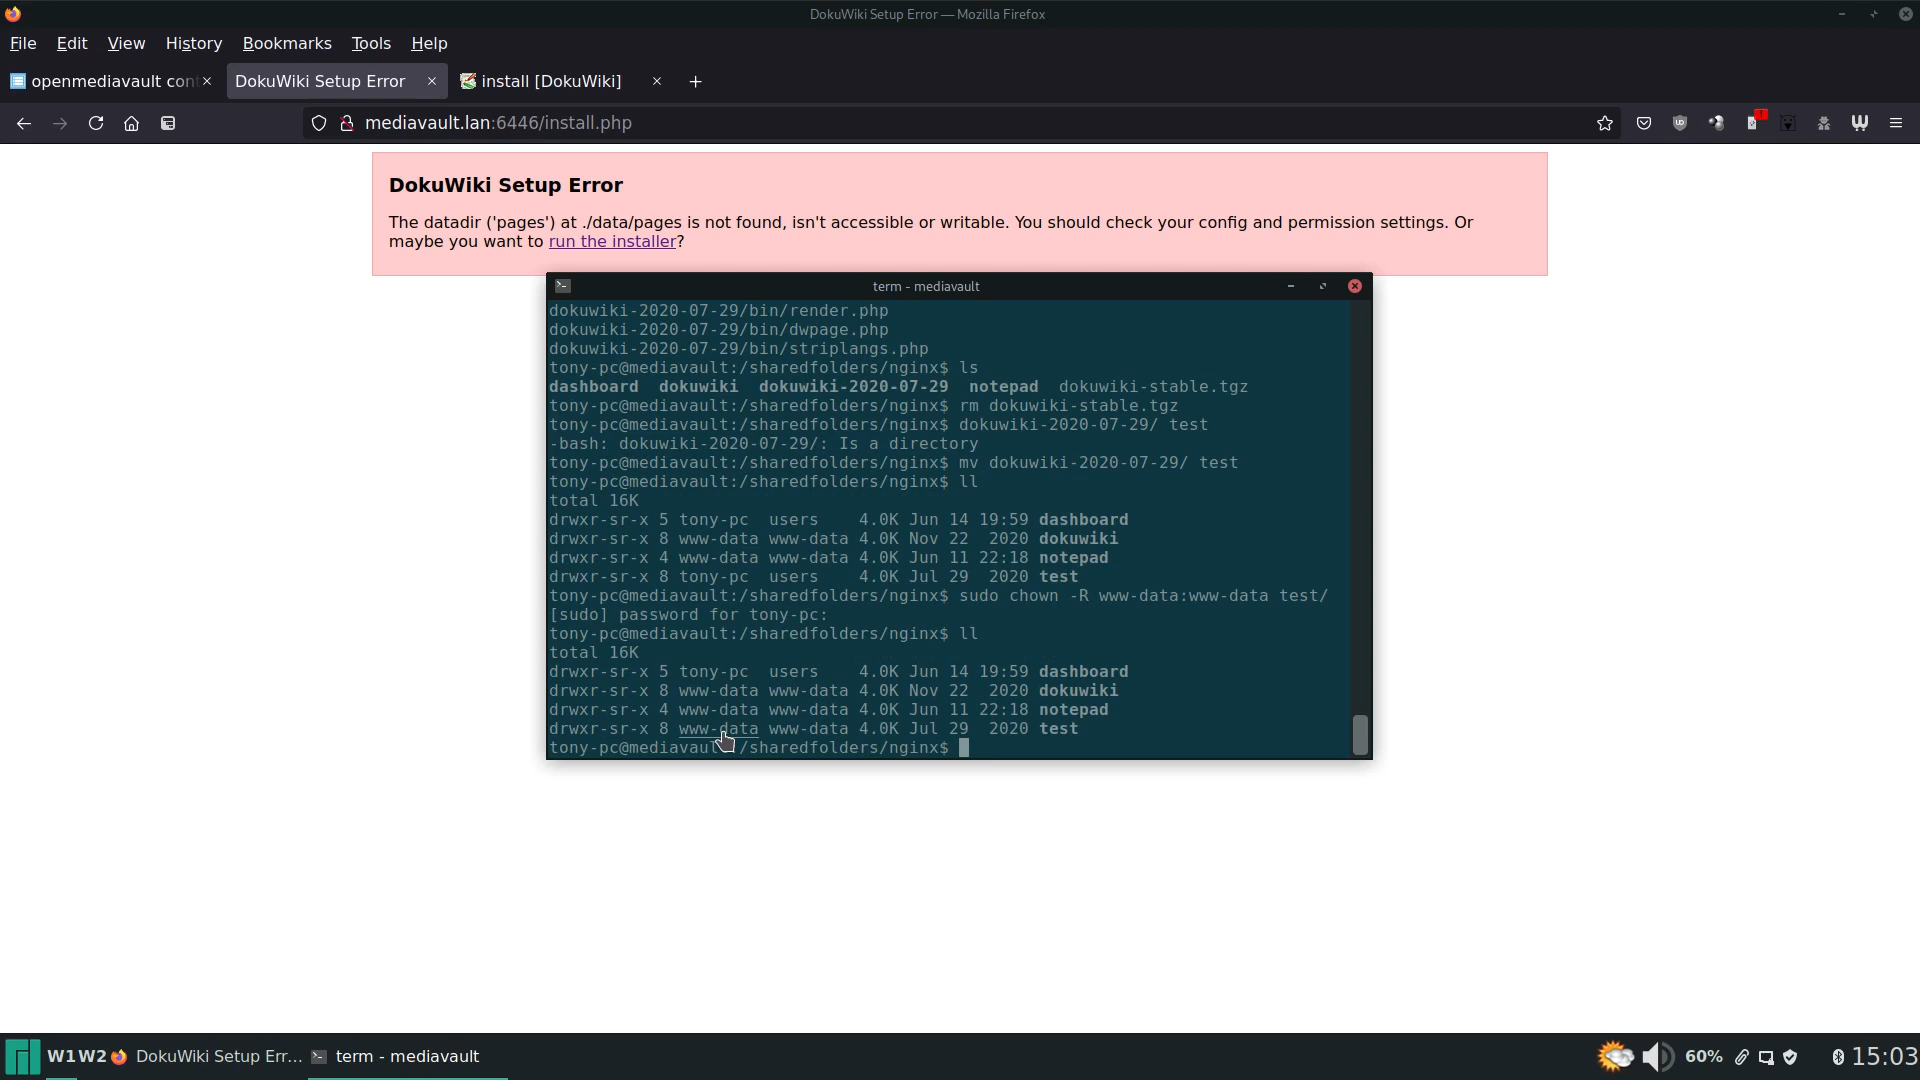 DokuWiki Setup Error — Mozilla Firefox
File Edit View History Bookmarks Tools Help
openmediavault con
DokuWiki Setup Error
install [DokuWiki]
mediavault.lan:6446/install.php
DokuWiki Setup Error
The datadir ('pages') at ./data/pages is not found, isn't accessible or writable. You should check your config and permission settings. Or
maybe you want to run the installer?
term - mediavault
dokuwiki-2020-07-29/bin/render.php
dokuwiki-2020-07-29/bin/dwpage.php
dokuwiki-2020-07-29/bin/striplangs.php
tony-pc@mediavault:/sharedfolders/nginx$ ls
dashboard  dokuwiki  dokuwiki-2020-07-29  notepad  dokuwiki-stable.tgz
tony-pc@mediavault:/sharedfolders/nginx$ rm dokuwiki-stable.tgz
tony-pc@mediavault:/sharedfolders/nginx$ dokuwiki-2020-07-29/ test
-bash: dokuwiki-2020-07-29/: Is a directory
tony-pc@mediavault:/sharedfolders/nginx$ mv dokuwiki-2020-07-29/ test
tony-pc@mediavault:/sharedfolders/nginx$ ll
total 16K
drwxr-sr-x 5 tony-pc  users    4.0K Jun 14 19:59 dashboard
drwxr-sr-x 8 www-data www-data 4.0K Nov 22  2020 dokuwiki
drwxr-sr-x 4 www-data www-data 4.0K Jun 11 22:18 notepad
drwxr-sr-x 8 tony-pc  users    4.0K Jul 29  2020 test
tony-pc@mediavault:/sharedfolders/nginx$ sudo chown -R www-data:www-data test/
[sudo] password for tony-pc:
tony-pc@mediavault:/sharedfolders/nginx$ ll
total 16K
drwxr-sr-x 5 tony-pc  users    4.0K Jun 14 19:59 dashboard
drwxr-sr-x 8 www-data www-data 4.0K Nov 22  2020 dokuwiki
drwxr-sr-x 4 www-data www-data 4.0K Jun 11 22:18 notepad
drwxr-sr-x 8 www-data www-data 4.0K Jul 29  2020 test
tony-pc@mediavault:/sharedfolders/nginx$
W1 W2 DokuWiki Setup Err... term - mediavault 60% 15:03